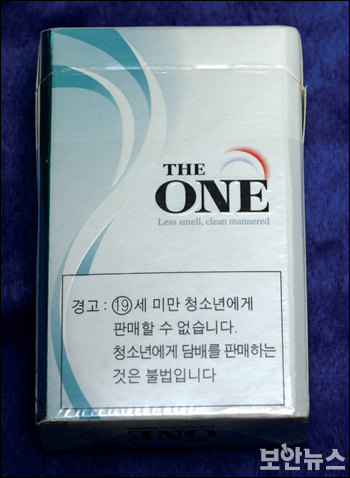 THE
ONE
Less smell, clean mannered
경고 : ⑲세 미만 청소년에게
판매할 수 없습니다.
청소년에게 담배를 판매하는
것은 불법입니다
THE ONE
보안뉴스